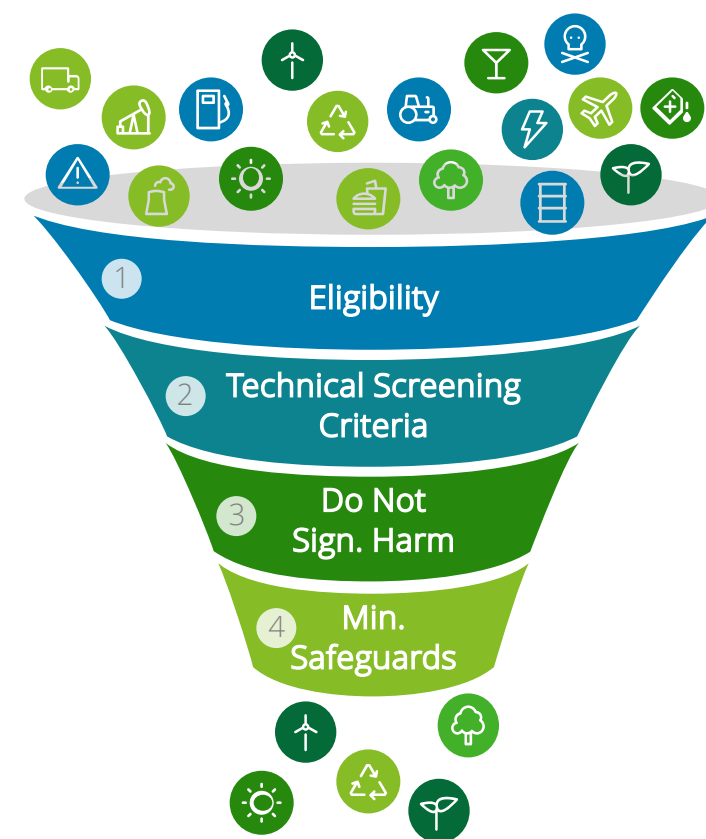 1
Eligibility
2
Technical Screening
Criteria
3
Do Not
Sign. Harm
4
Min.
Safeguards